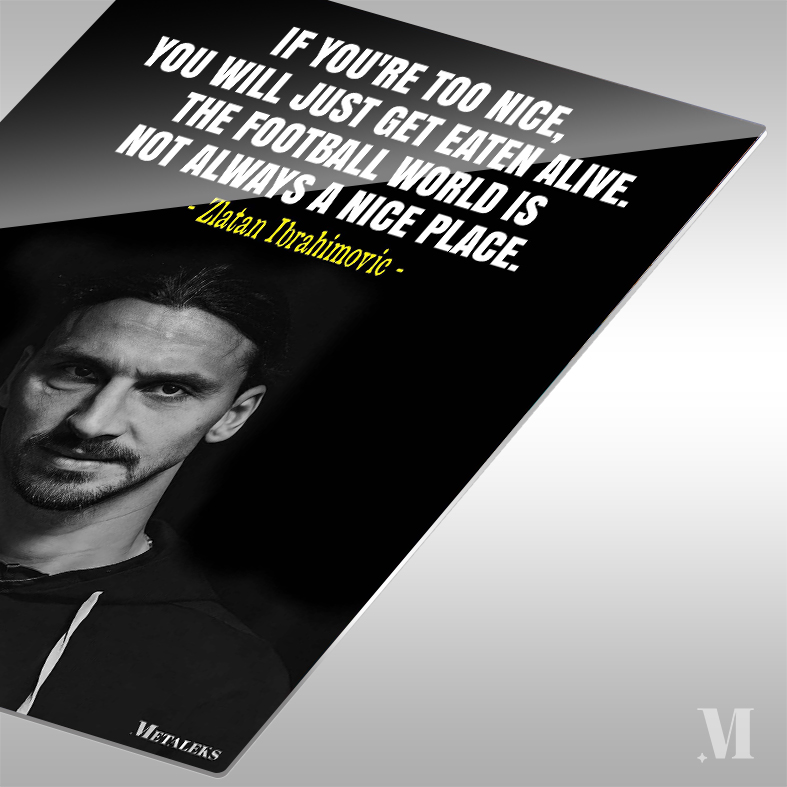 IF YOU'RE TOO NICE,
YOU WILL JUST GET EATEN ALIVE.
THE FOOTBALL WORLD IS
NOT ALWAYS A NICE PLACE.
- Zlatan Ibrahimovic -
METALEKS
M